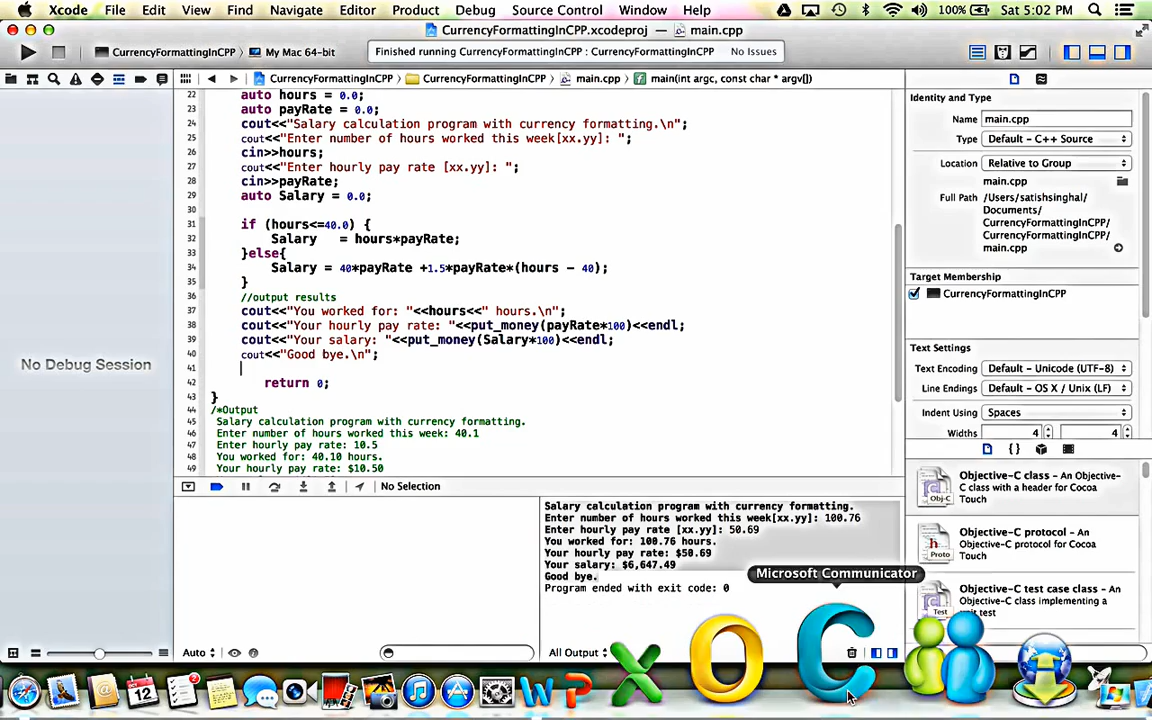 Xcode File Edit View Find Navigate Editor Product Debug Source Control Window Help 100% Sat 5:02 PM
CurrencyFormattingInCPP.xcodeproj — main.cpp
CurrencyFormattingInCPP My Mac 64-bit
Finished running CurrencyFormattingInCPP : CurrencyFormattingInCPP No Issues
CurrencyFormattingInCPP CurrencyFormattingInCPP main.cpp main(int argc, const char * argv[])
No Debug Session
22 auto hours = 0.0;
23 auto payRate = 0.0;
24 cout<<"Salary calculation program with currency formatting.\n";
25 cout<<"Enter number of hours worked this week[xx.yy]: ";
26 cin>>hours;
27 cout<<"Enter hourly pay rate [xx.yy]: ";
28 cin>>payRate;
29 auto Salary = 0.0;
30
31 if (hours<=40.0) {
32 Salary = hours*payRate;
33 }else{
34 Salary = 40*payRate +1.5*payRate*(hours - 40);
35 }
36 //output results
37 cout<<"You worked for: "<<hours<<" hours.\n";
38 cout<<"Your hourly pay rate: "<<put_money(payRate*100)<<endl;
39 cout<<"Your salary: "<<put_money(Salary*100)<<endl;
40 cout<<"Good bye.\n";
41
42 return 0;
43 }
44 /*Output
45 Salary calculation program with currency formatting.
46 Enter number of hours worked this week: 40.1
47 Enter hourly pay rate: 10.5
48 You worked for: 40.10 hours.
49 Your hourly pay rate: $10.50
No Selection
Salary calculation program with currency formatting.
Enter number of hours worked this week[xx.yy]: 100.76
Enter hourly pay rate [xx.yy]: 50.69
You worked for: 100.76 hours.
Your hourly pay rate: $50.69
Your salary: $6,647.49
Good bye.
Program ended with exit code: 0
Auto
All Output
Identity and Type
Name main.cpp
Type Default - C++ Source
Location Relative to Group
main.cpp
Full Path /Users/satishsinghal/
Documents/
CurrencyFormattingInCPP/
CurrencyFormattingInCPP/
main.cpp
Target Membership
CurrencyFormattingInCPP
Text Settings
Text Encoding Default - Unicode (UTF-8)
Line Endings Default - OS X / Unix (LF)
Indent Using Spaces
Widths 4 4
{ }
Objective-C class - An Objective-
C class with a header for Cocoa
Touch
Obj-C
Objective-C protocol - An
Objective-C protocol for Cocoa
Touch
Proto
Objective-C test case class - An
Objective-C class implementing a
unit test
Test
Microsoft Communicator